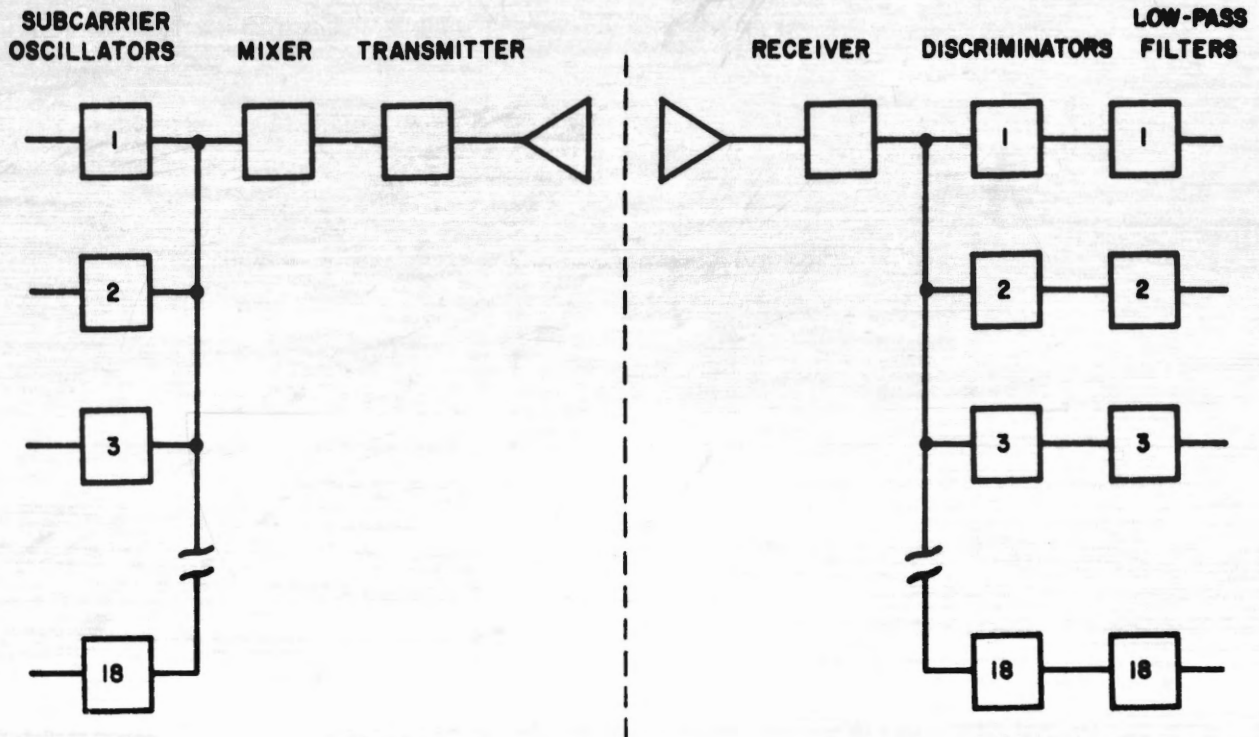 SUBCARRIER
OSCILLATORS
MIXER
TRANSMITTER
RECEIVER
DISCRIMINATORS
LOW-PASS
FILTERS
1
1
1
2
2
2
3
3
3
18
18
18